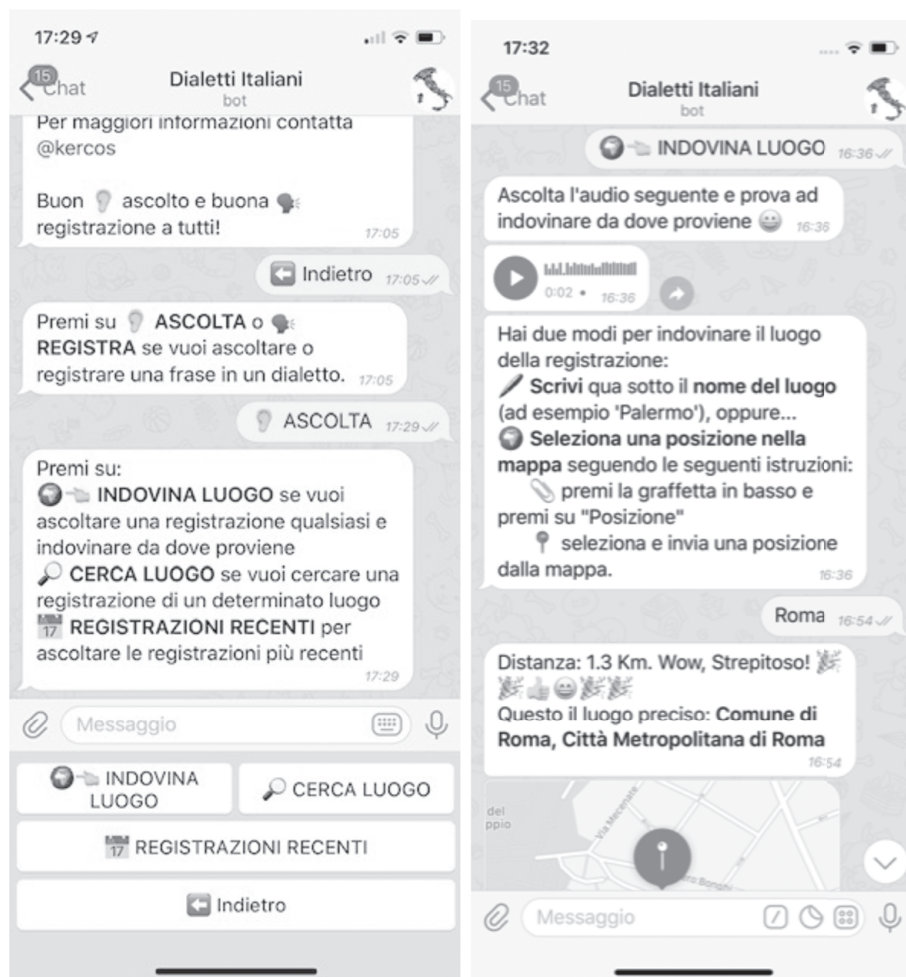 17:29
15
Chat
Dialetti Italiani
bot
Per maggiori informazioni contatta
@kercos
Buon 👂 ascolto e buona 🗣
registrazione a tutti!
17:05
⬅ Indietro 17:05
Premi su 👂 ASCOLTA o 🗣
REGISTRA se vuoi ascoltare o
registrare una frase in un dialetto. 17:05
👂 ASCOLTA 17:29
Premi su:
🌍👈 INDOVINA LUOGO se vuoi
ascoltare una registrazione qualsiasi e
indovinare da dove proviene
🔎 CERCA LUOGO se vuoi cercare una
registrazione di un determinato luogo
📅 REGISTRAZIONI RECENTI per
ascoltare le registrazioni più recenti
17:29
Messaggio
🌍👈 INDOVINA
LUOGO
🔎 CERCA LUOGO
📅 REGISTRAZIONI RECENTI
⬅ Indietro
17:32
15
Chat
Dialetti Italiani
bot
🌍👈 INDOVINA LUOGO 16:36
Ascolta l'audio seguente e prova ad
indovinare da dove proviene 😀 16:36
0:02 • 16:36
Hai due modi per indovinare il luogo
della registrazione:
🖊 Scrivi qua sotto il nome del luogo
(ad esempio 'Palermo'), oppure...
🌍 Seleziona una posizione nella
mappa seguendo le seguenti istruzioni:
📎 premi la graffetta in basso e
premi su "Posizione"
📍 seleziona e invia una posizione
dalla mappa.
16:36
Roma 16:54
Distanza: 1.3 Km. Wow, Strepitoso! 🎉
🎉👍😀🎉🎉
Questo il luogo preciso: Comune di
Roma, Città Metropolitana di Roma
16:54
del
ppio
Via Mecenate
Bonghi
Messaggio